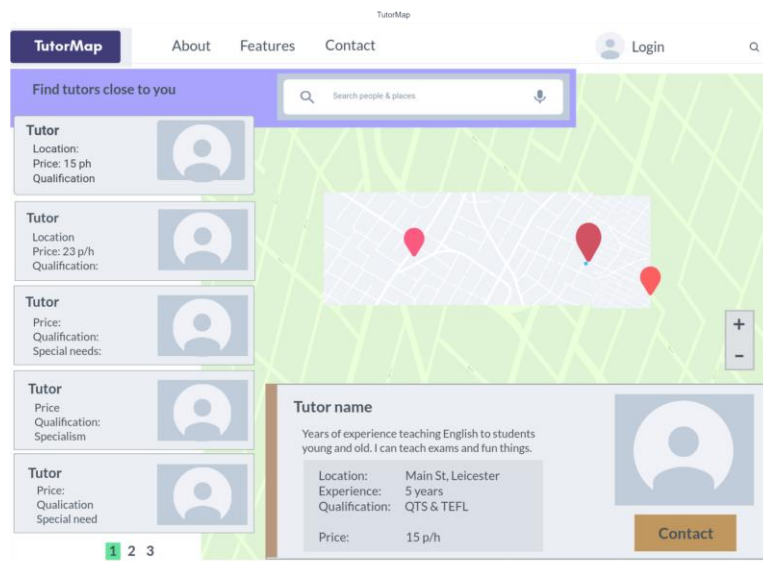 TutorMap
TutorMap About Features Contact Login
Find tutors close to you
Search people & places
Tutor
Location:
Price: 15 ph
Qualification
Tutor
Location
Price: 23 p/h
Qualification:
Tutor
Price:
Qualification:
Special needs:
Tutor
Price
Qualification:
Specialism
Tutor
Price:
Qualication
Special need
1 2 3
+
−
Tutor name
Years of experience teaching English to students
young and old. I can teach exams and fun things.
Location: Main St, Leicester
Experience: 5 years
Qualification: QTS & TEFL
Price: 15 p/h
Contact